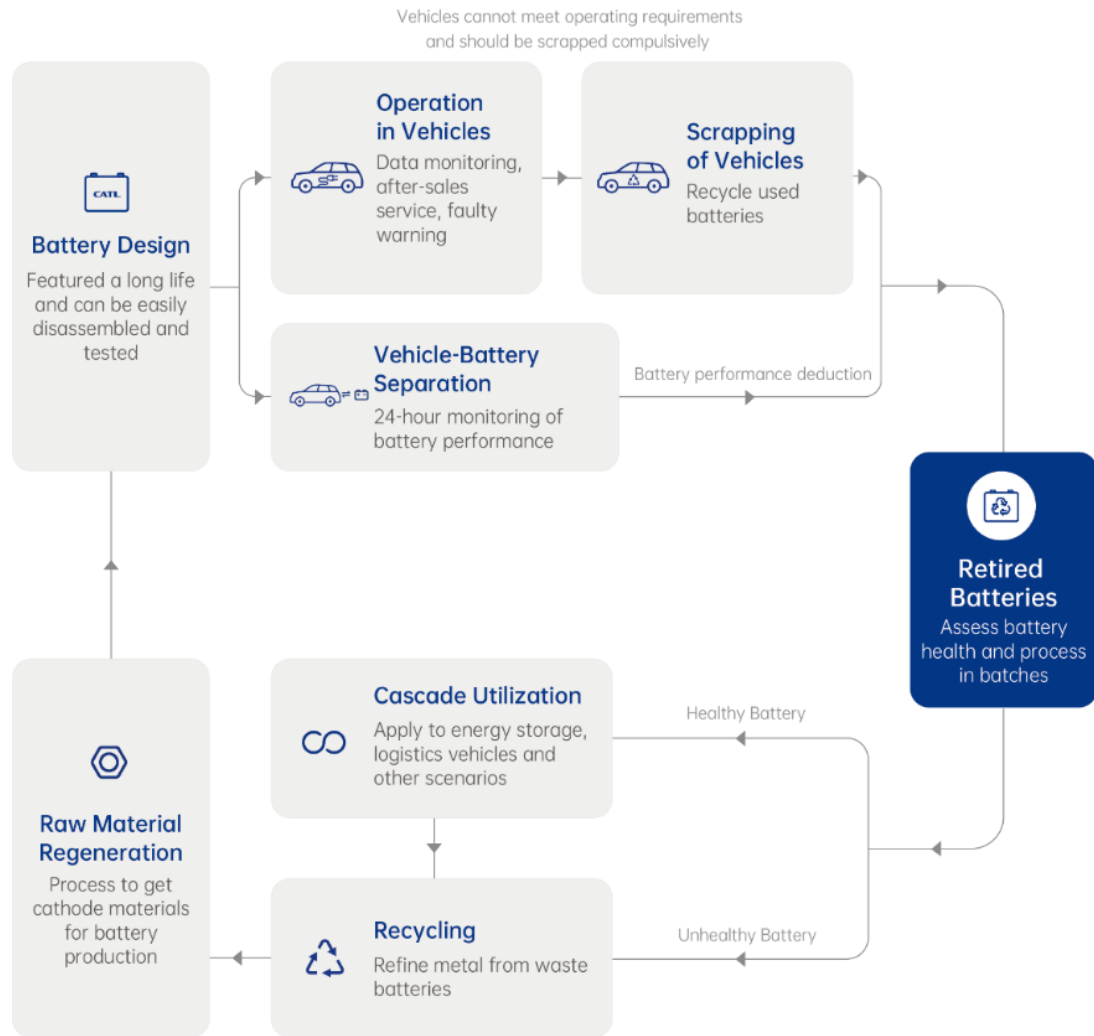 Vehicles cannot meet operating requirements
and should be scrapped compulsively
CATL
Battery Design
Featured a long life
and can be easily
disassembled and
tested
Operation
in Vehicles
Data monitoring,
after-sales
service, faulty
warning
Scrapping
of Vehicles
Recycle used
batteries
Vehicle-Battery
Separation
24-hour monitoring of
battery performance
Battery performance deduction
Retired
Batteries
Assess battery
health and process
in batches
Healthy Battery
Cascade Utilization
Apply to energy storage,
logistics vehicles and
other scenarios
Unhealthy Battery
Recycling
Refine metal from waste
batteries
Raw Material
Regeneration
Process to get
cathode materials
for battery
production